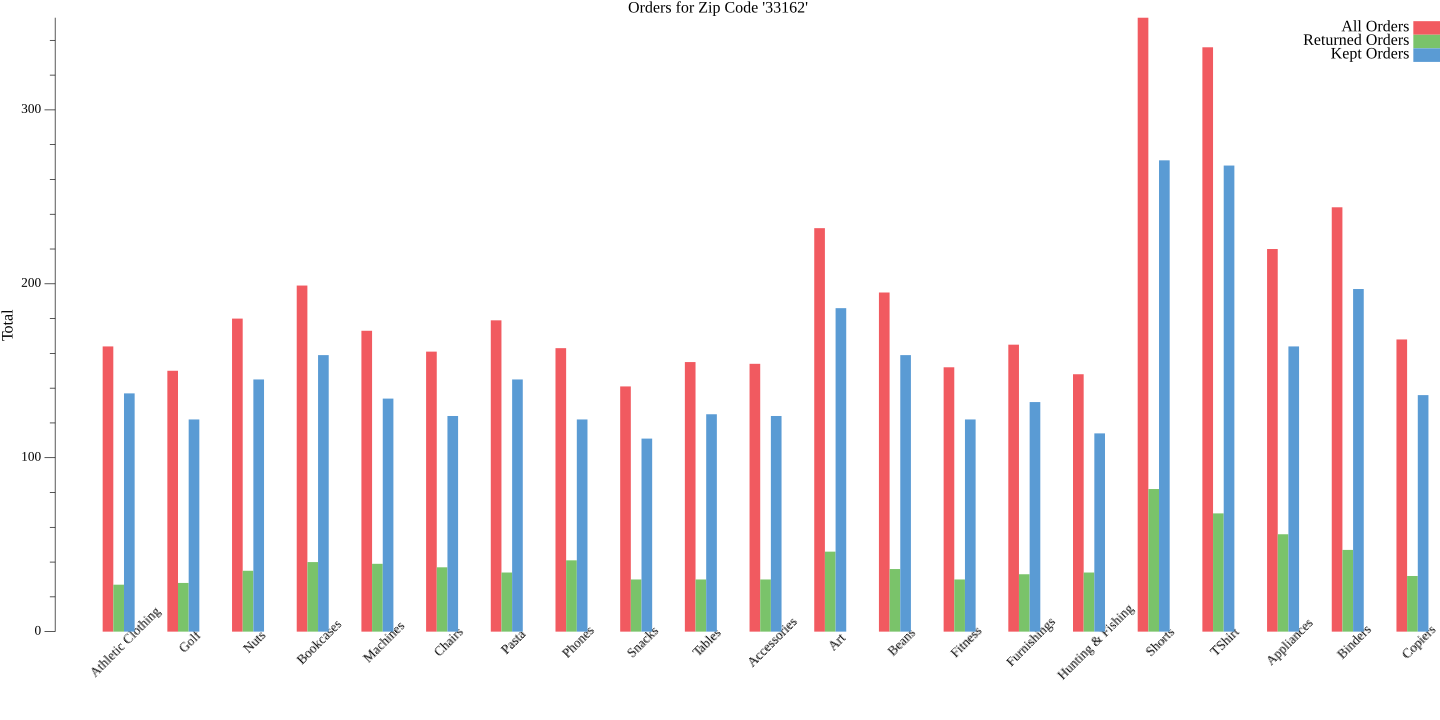 Orders for Zip Code '33162'
All Orders
Returned Orders
Kept Orders
Total
300
200
100
0
Athletic Clothing
Golf
Nuts
Bookcases
Machines
Chairs
Pasta
Phones
Snacks
Tables
Accessories
Art
Beans
Fitness
Furnishings
Hunting & Fishing
Shorts
TShirt
Appliances
Binders
Copiers